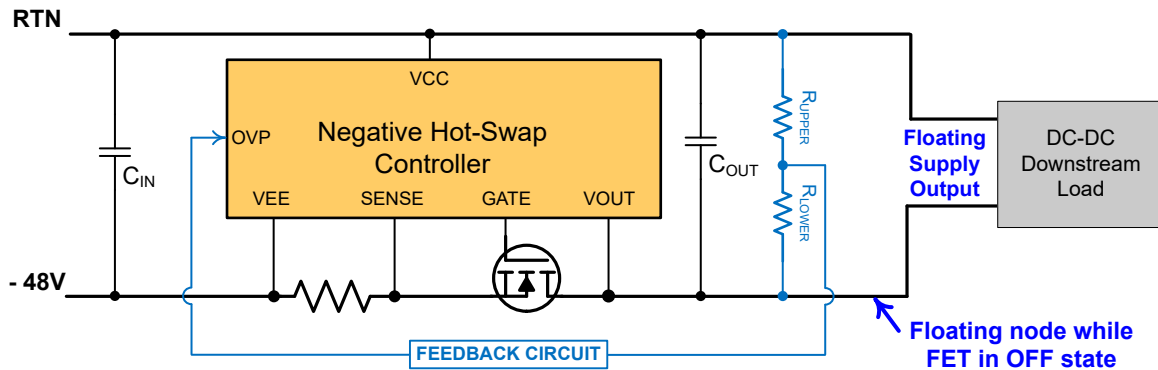 RTN
VCC
OVP
Negative Hot-Swap
Controller
VEE
SENSE
GATE
VOUT
CIN
COUT
RUPPER
RLOWER
Floating
Supply
Output
DC-DC
Downstream
Load
- 48V
FEEDBACK CIRCUIT
Floating node while
FET in OFF state